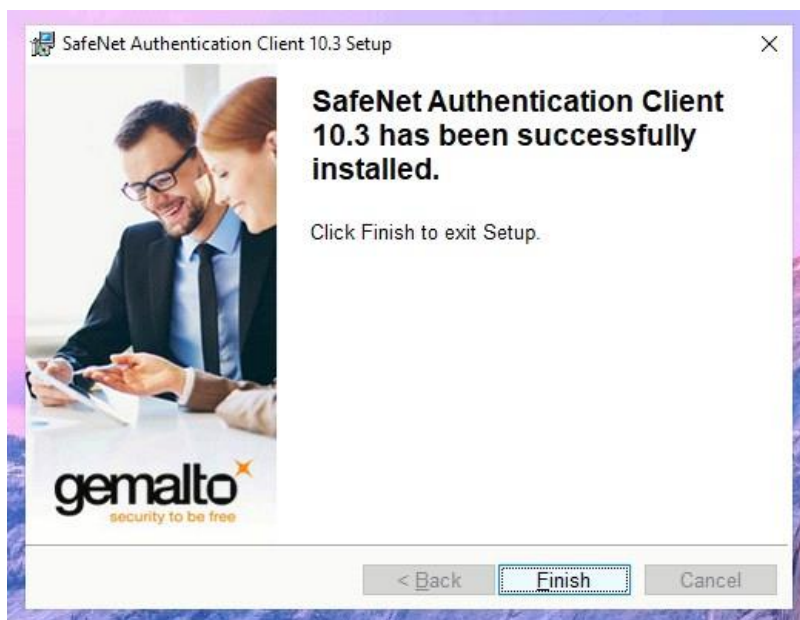 SafeNet Authentication Client 10.3 Setup
SafeNet Authentication Client
10.3 has been successfully
installed.
Click Finish to exit Setup.
gemalto
security to be free
< Back
Finish
Cancel